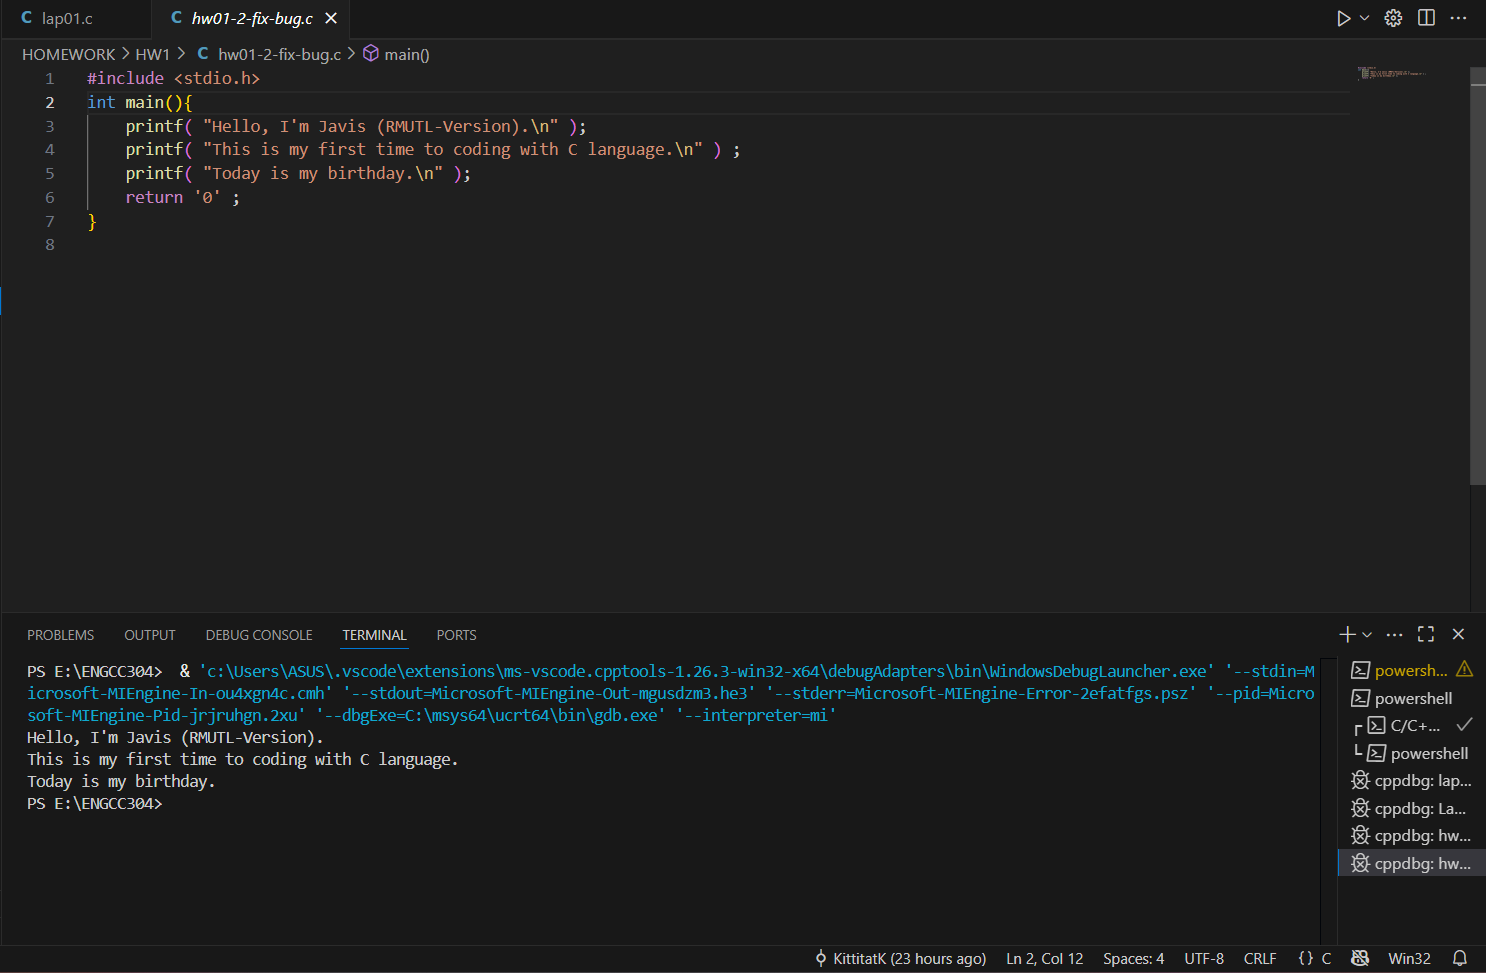 lap01.c
hw01-2-fix-bug.c
HOMEWORK > HW1 > C hw01-2-fix-bug.c > main()
1 #include <stdio.h>
2 int main(){
3     printf( "Hello, I'm Javis (RMUTL-Version).\n" );
4     printf( "This is my first time to coding with C language.\n" ) ;
5     printf( "Today is my birthday.\n" );
6     return '0' ;
7 }
8
PROBLEMS OUTPUT DEBUG CONSOLE TERMINAL PORTS
PS E:\ENGCC304>  & 'c:\Users\ASUS\.vscode\extensions\ms-vscode.cpptools-1.26.3-win32-x64\debugAdapters\bin\WindowsDebugLauncher.exe' '--stdin=M
icrosoft-MIEngine-In-ou4xgn4c.cmh' '--stdout=Microsoft-MIEngine-Out-mgusdzm3.he3' '--stderr=Microsoft-MIEngine-Error-2efatfgs.psz' '--pid=Micro
soft-MIEngine-Pid-jrjruhgn.2xu' '--dbgExe=C:\msys64\ucrt64\bin\gdb.exe' '--interpreter=mi'
Hello, I'm Javis (RMUTL-Version).
This is my first time to coding with C language.
Today is my birthday.
PS E:\ENGCC304>
powersh...
powershell
C/C+...
powershell
cppdbg: lap...
cppdbg: La...
cppdbg: hw...
cppdbg: hw...
KittitatK (23 hours ago) Ln 2, Col 12 Spaces: 4 UTF-8 CRLF {} C Win32